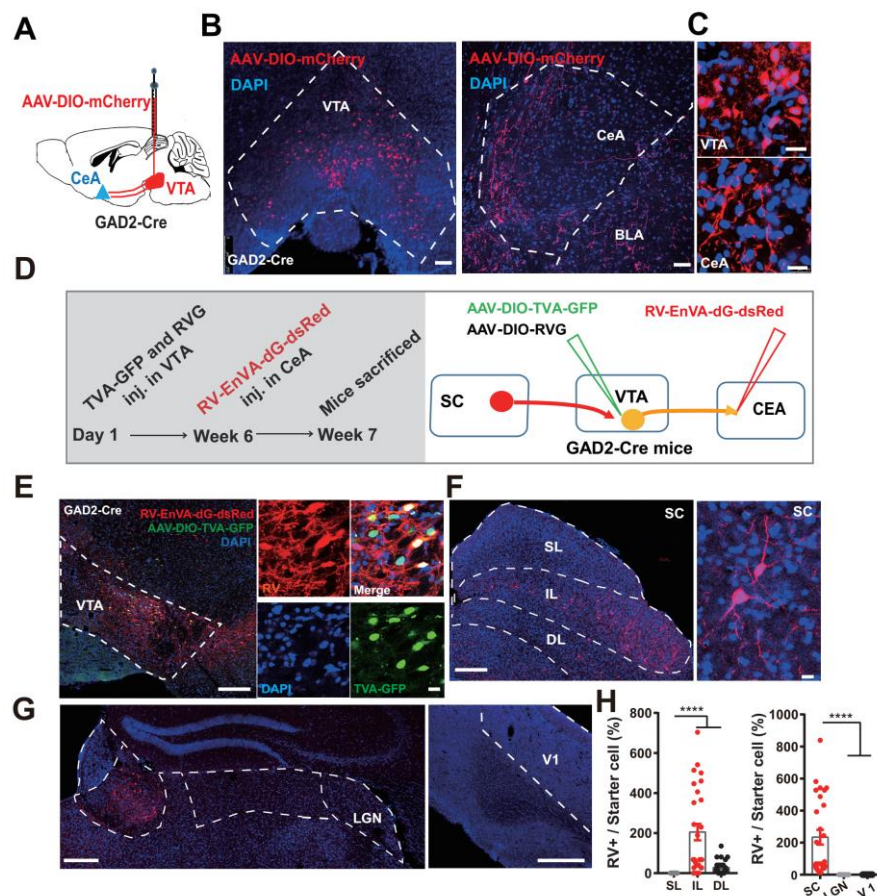 A
AAV-DIO-mCherry
CeA
VTA
GAD2-Cre
B
AAV-DIO-mCherry
DAPI
VTA
GAD2-Cre
AAV-DIO-mCherry
DAPI
CeA
BLA
C
VTA
CeA
D
TVA-GFP and RVG
inj. in VTA
RV-EnVA-dG-dsRed
inj. in CeA
Mice sacrificed
Day 1
Week 6
Week 7
AAV-DIO-TVA-GFP
AAV-DIO-RVG
RV-EnVA-dG-dsRed
SC
VTA
CEA
GAD2-Cre mice
E
GAD2-Cre
RV-EnVA-dG-dsRed
AAV-DIO-TVA-GFP
DAPI
VTA
RV
Merge
DAPI
TVA-GFP
F
SC
SL
IL
DL
SC
G
LGN
V1
H
RV+ / Starter cell (%)
800
600
400
200
0
****
SL IL DL
RV+ / Starter cell (%)
1000
800
600
400
200
0
****
SC LGN V1